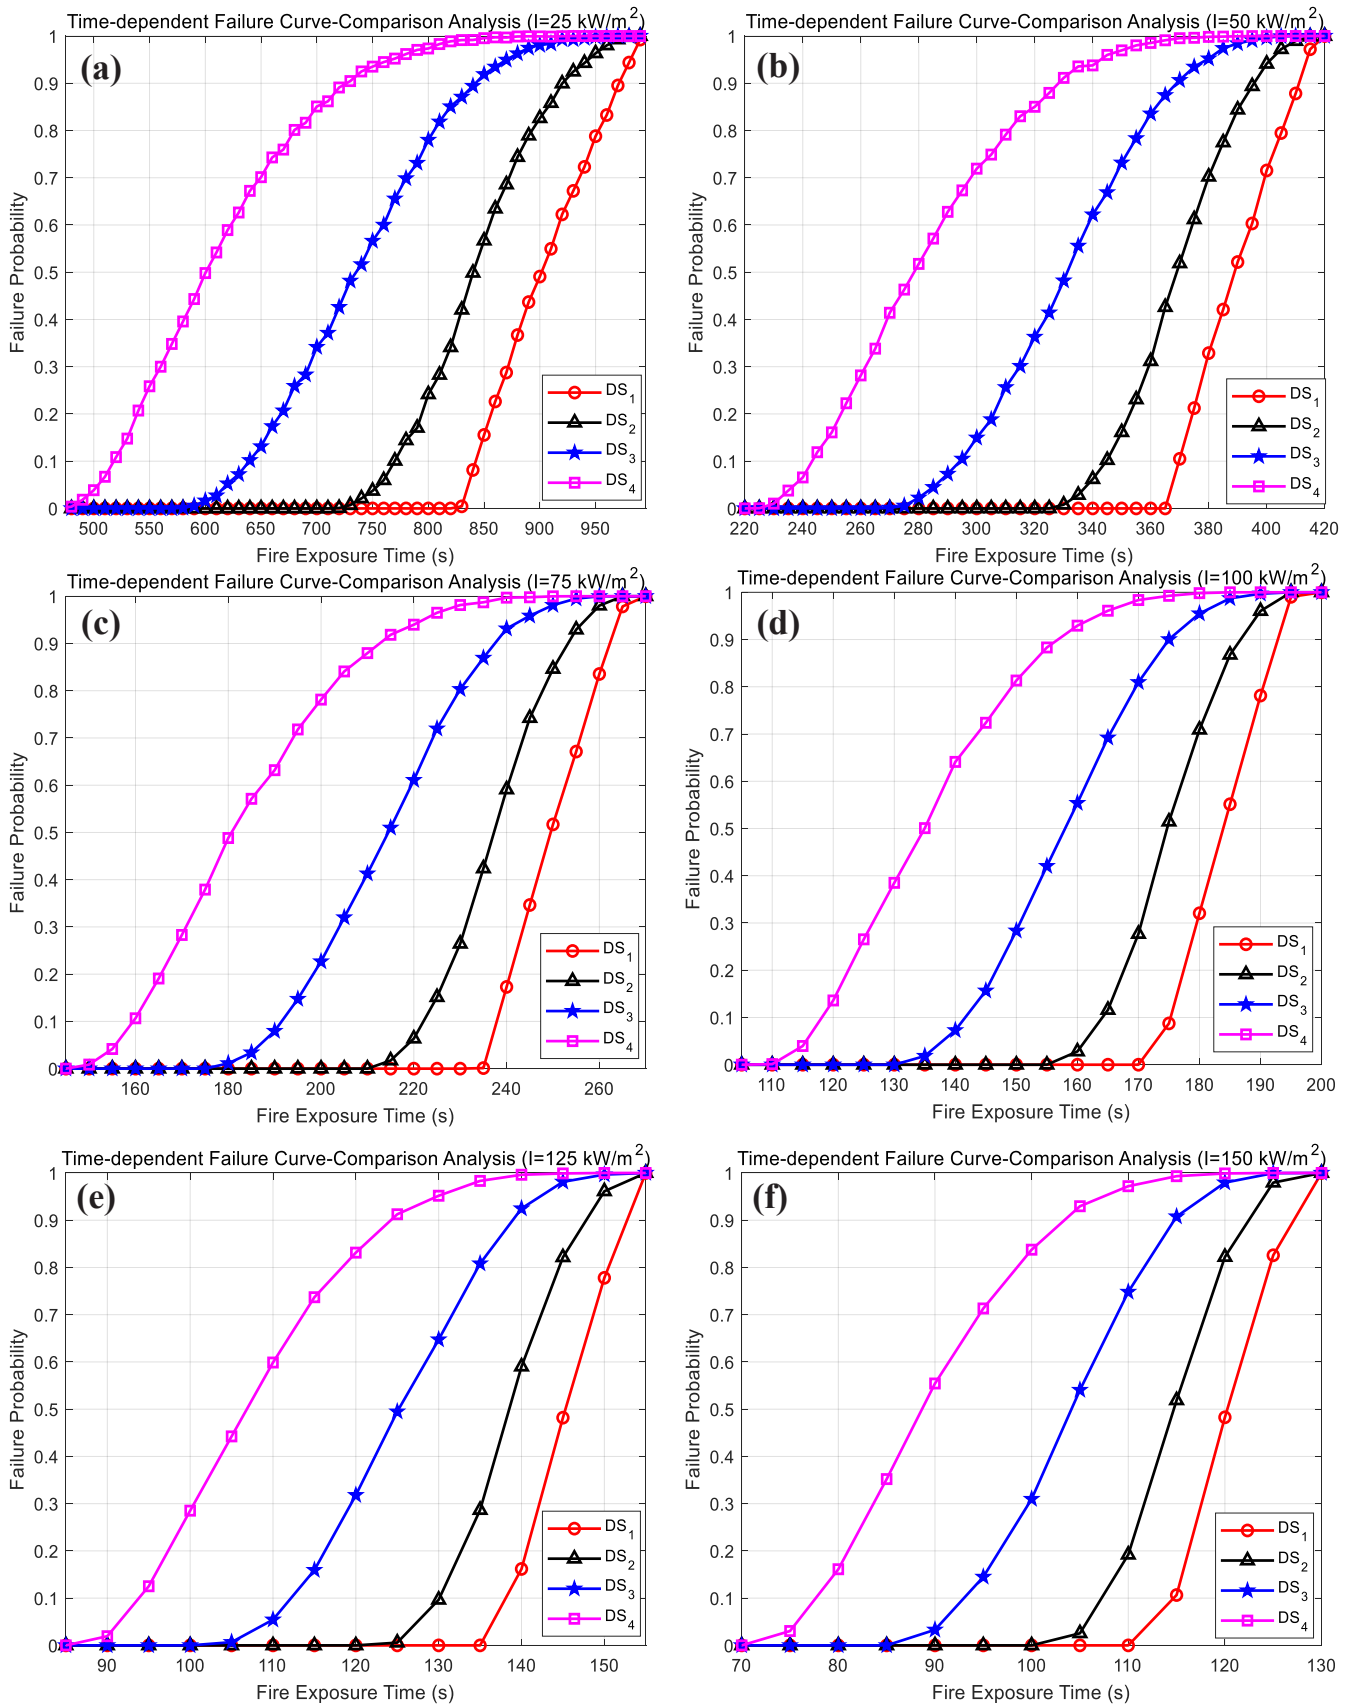 Time-dependent Failure Curve-Comparison Analysis (I=25 kW/m²)
(a)
Failure Probability
1
0.9
0.8
0.7
0.6
0.5
0.4
0.3
0.2
0.1
0
500 550 600 650 700 750 800 850 900 950
Fire Exposure Time (s)
DS₁
DS₂
DS₃
DS₄
Time-dependent Failure Curve-Comparison Analysis (I=50 kW/m²)
(b)
Failure Probability
1
0.9
0.8
0.7
0.6
0.5
0.4
0.3
0.2
0.1
0
220 240 260 280 300 320 340 360 380 400 420
Fire Exposure Time (s)
DS₁
DS₂
DS₃
DS₄
Time-dependent Failure Curve-Comparison Analysis (I=75 kW/m²)
(c)
Failure Probability
1
0.9
0.8
0.7
0.6
0.5
0.4
0.3
0.2
0.1
0
160 180 200 220 240 260
Fire Exposure Time (s)
DS₁
DS₂
DS₃
DS₄
Time-dependent Failure Curve-Comparison Analysis (I=100 kW/m²)
(d)
Failure Probability
1
0.9
0.8
0.7
0.6
0.5
0.4
0.3
0.2
0.1
0
110 120 130 140 150 160 170 180 190 200
Fire Exposure Time (s)
DS₁
DS₂
DS₃
DS₄
Time-dependent Failure Curve-Comparison Analysis (I=125 kW/m²)
(e)
Failure Probability
1
0.9
0.8
0.7
0.6
0.5
0.4
0.3
0.2
0.1
0
90 100 110 120 130 140 150
Fire Exposure Time (s)
DS₁
DS₂
DS₃
DS₄
Time-dependent Failure Curve-Comparison Analysis (I=150 kW/m²)
(f)
Failure Probability
1
0.9
0.8
0.7
0.6
0.5
0.4
0.3
0.2
0.1
0
70 80 90 100 110 120 130
Fire Exposure Time (s)
DS₁
DS₂
DS₃
DS₄